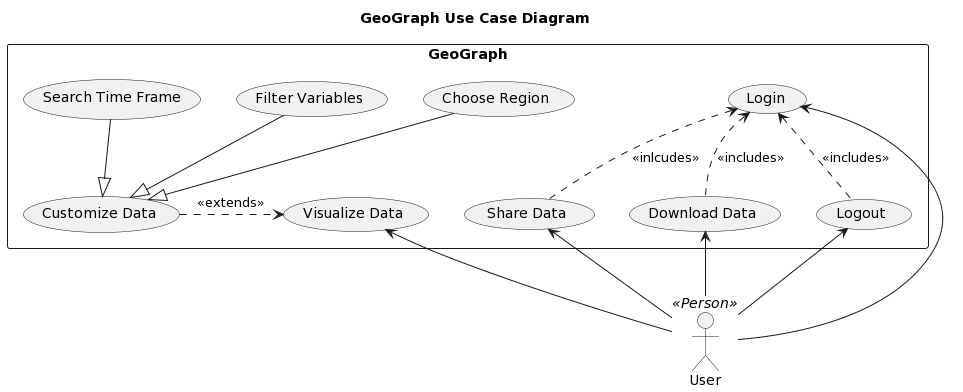 GeoGraph Use Case Diagram
GeoGraph
Search Time Frame
Filter Variables
Choose Region
Login
«inlcudes»
«includes»
«includes»
Customize Data
«extends»
Visualize Data
Share Data
Download Data
Logout
«Person»
User